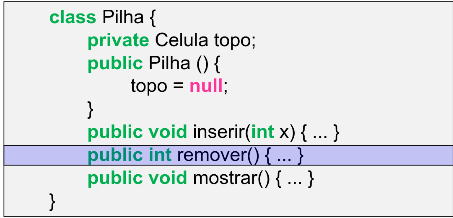 class Pilha {
private Celula topo;
public Pilha () {
topo = null;
}
public void inserir(int x) { ... }
public int remover() { ... }
public void mostrar() { ... }
}